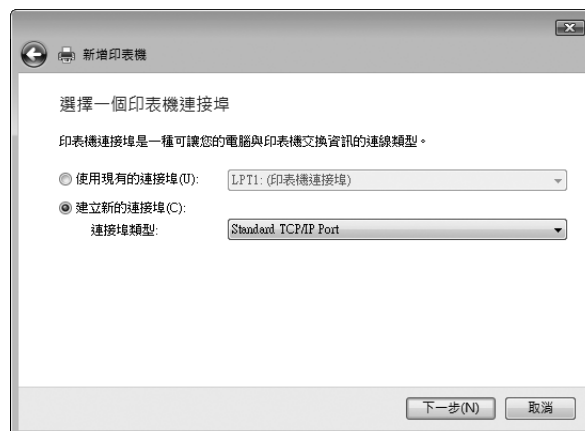 新增印表機
選擇一個印表機連接埠
印表機連接埠是一種可讓您的電腦與印表機交換資訊的連線類型。
使用現有的連接埠(U): LPT1: (印表機連接埠)
建立新的連接埠(C):
連接埠類型: Standard TCP/IP Port
下一步(N) 取消